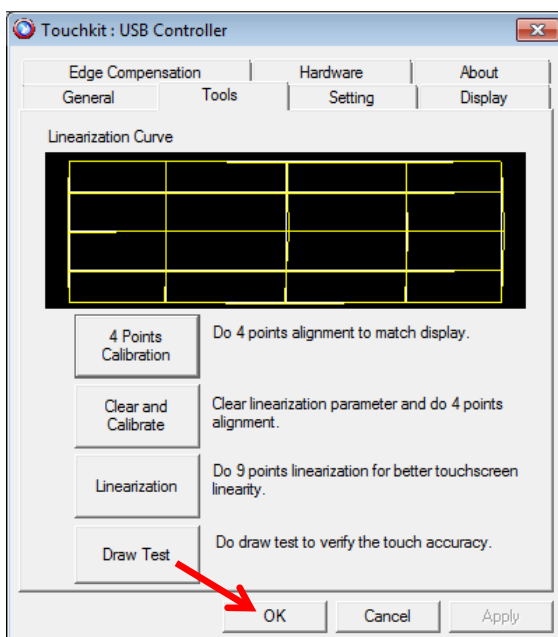 Touchkit : USB Controller
Edge Compensation Hardware About
General Tools Setting Display
Linearization Curve
4 Points
Calibration
Do 4 points alignment to match display.
Clear and
Calibrate
Clear linearization parameter and do 4 points
alignment.
Linearization
Do 9 points linearization for better touchscreen
linearity.
Draw Test
Do draw test to verify the touch accuracy.
OK Cancel Apply